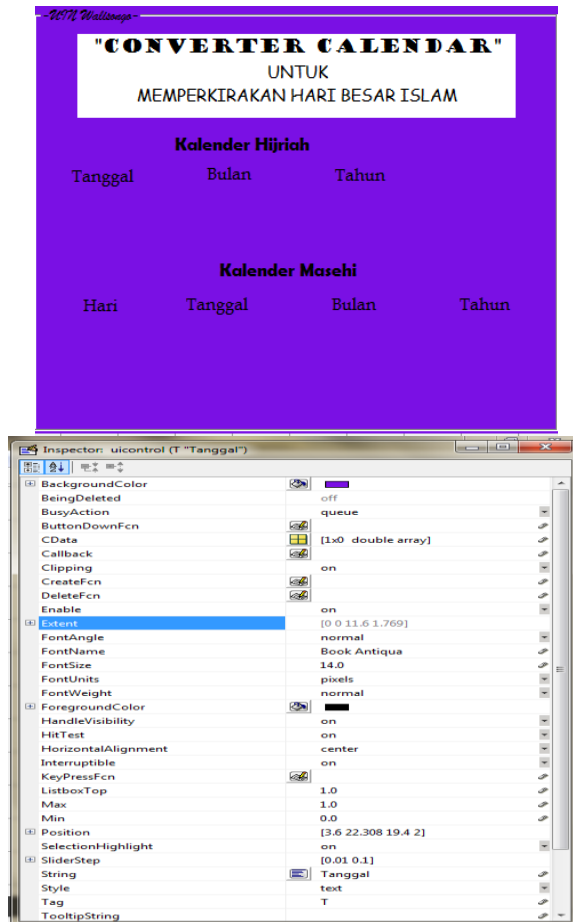 -UIN Walisongo-
"CONVERTER CALENDAR"
UNTUK
MEMPERKIRAKAN HARI BESAR ISLAM
Kalender Hijriah
Tanggal Bulan Tahun
Kalender Masehi
Hari Tanggal Bulan Tahun
Inspector: uicontrol (T "Tanggal")
BackgroundColor
BeingDeleted off
BusyAction queue
ButtonDownFcn
CData [1x0 double array]
Callback
Clipping on
CreateFcn
DeleteFcn
Enable on
Extent [0 0 11.6 1.769]
FontAngle normal
FontName Book Antiqua
FontSize 14.0
FontUnits pixels
FontWeight normal
ForegroundColor
HandleVisibility on
HitTest on
HorizontalAlignment center
Interruptible on
KeyPressFcn
ListboxTop 1.0
Max 1.0
Min 0.0
Position [3.6 22.308 19.4 2]
SelectionHighlight on
SliderStep [0.01 0.1]
String Tanggal
Style text
Tag T
TooltipString